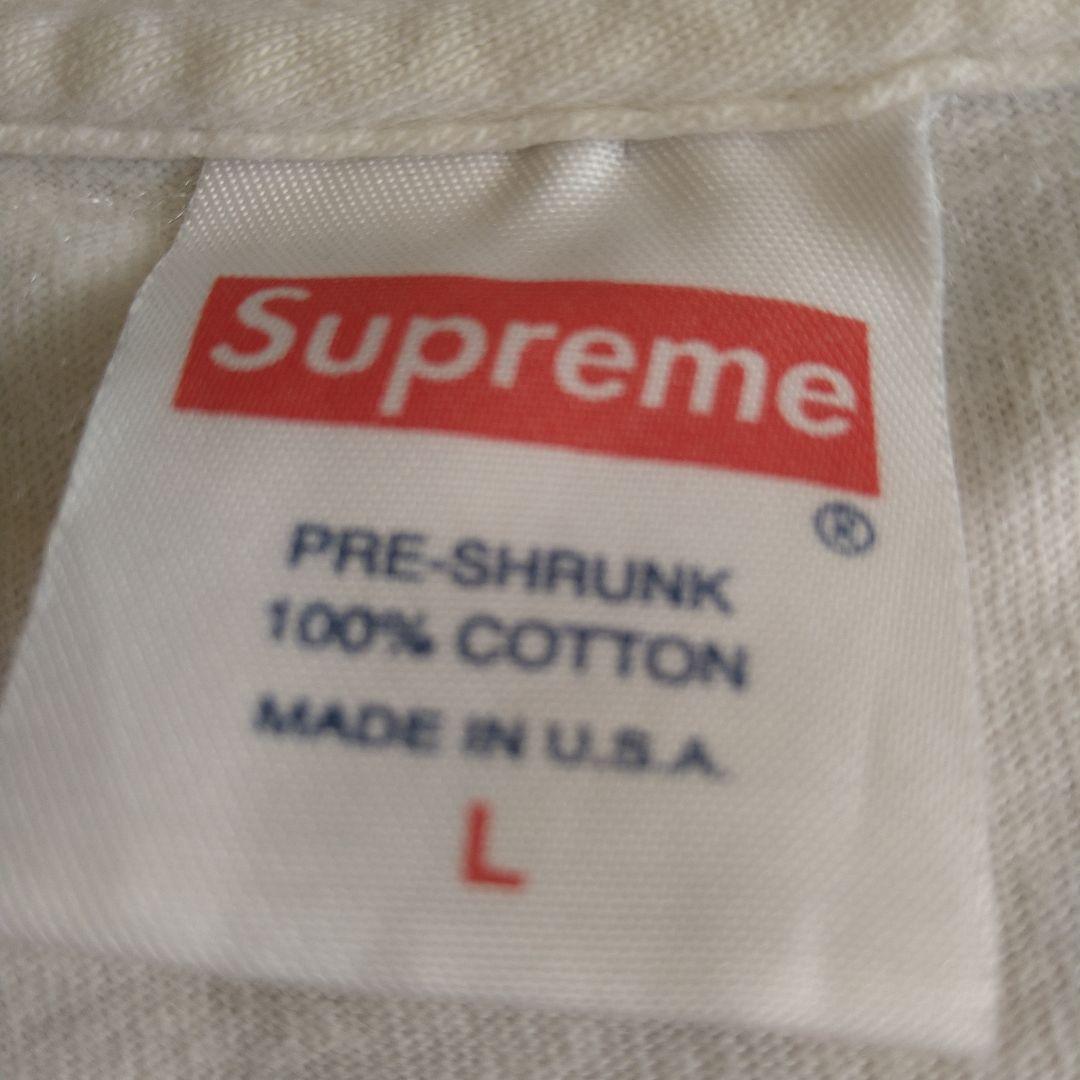 Supreme
®
PRE-SHRUNK
100% COTTON
MADE IN U.S.A.
L